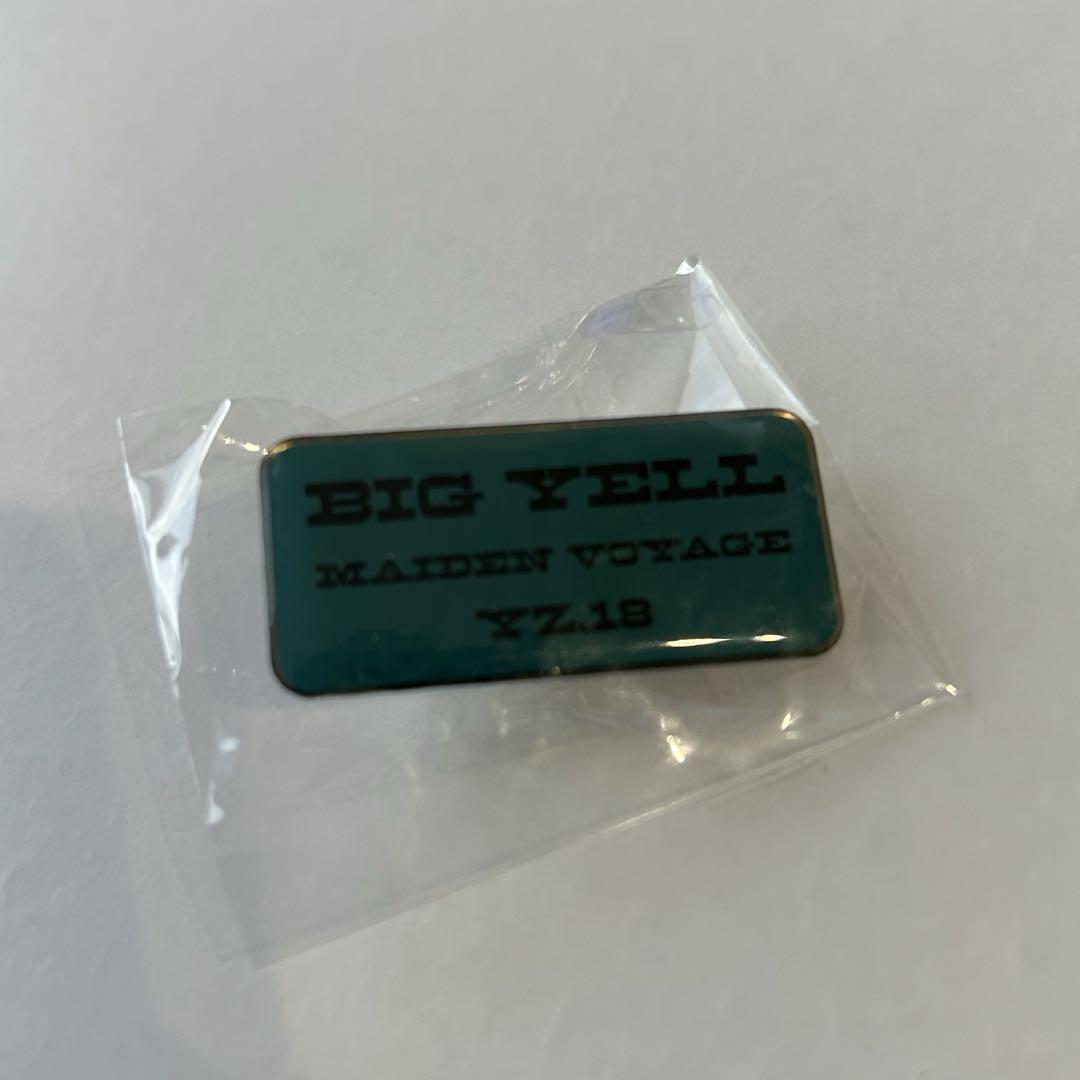 BIG YELL
MAIDEN VOYAGE
YZ.18